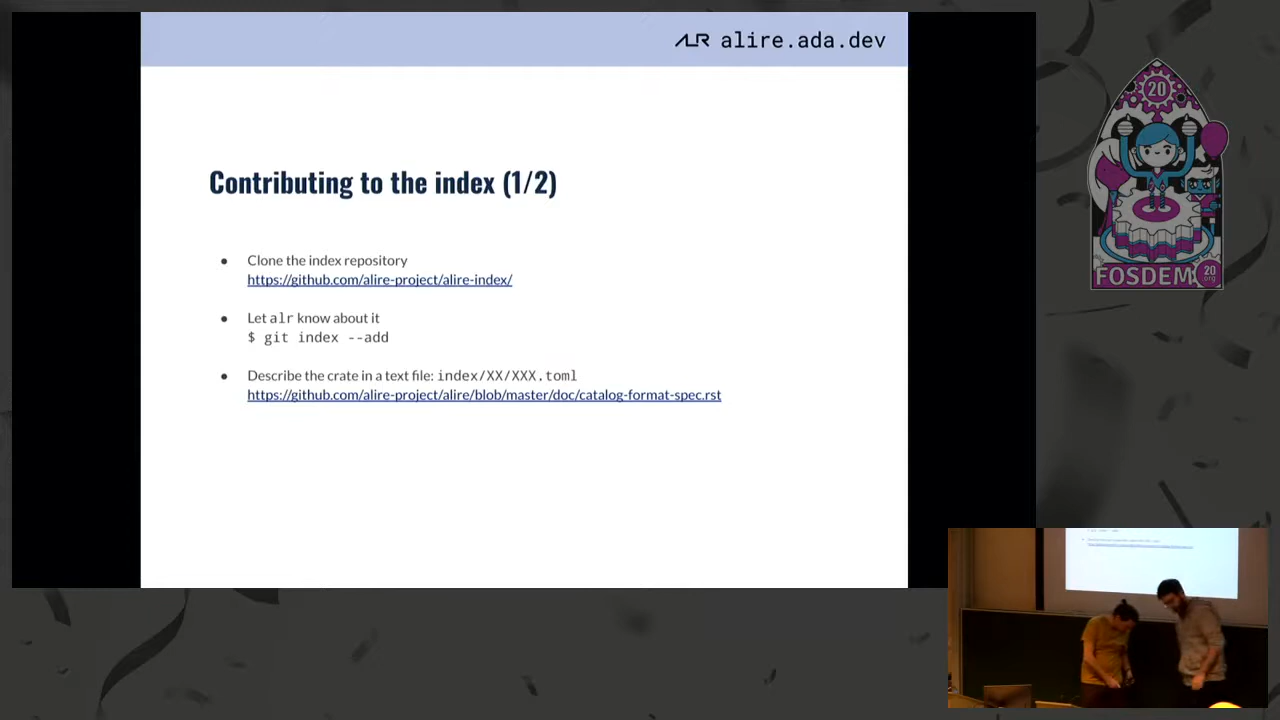 ALR alire.ada.dev
Contributing to the index (1/2)
● Clone the index repository
https://github.com/alire-project/alire-index/
● Let alr know about it
$ git index --add
● Describe the crate in a text file: index/XX/XXX.toml
https://github.com/alire-project/alire/blob/master/doc/catalog-format-spec.rst
20
FOSDEM 20
.org